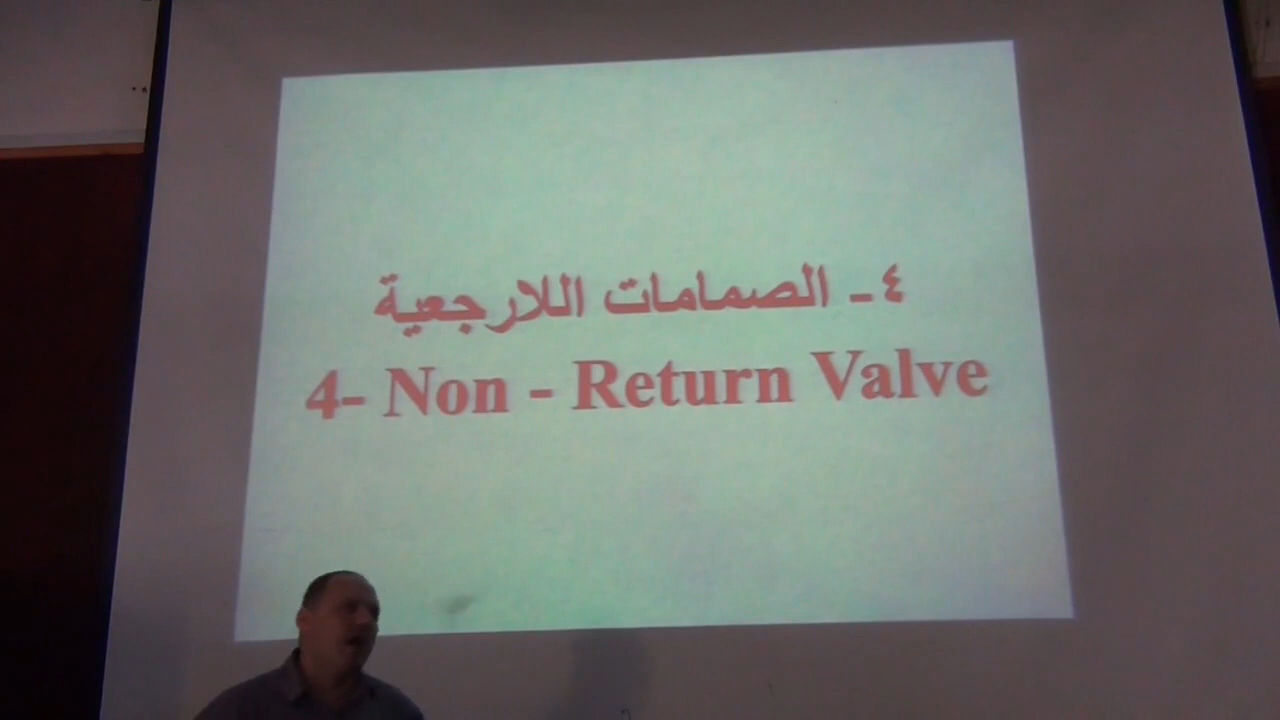 ٤- الصمامات اللارجعية
4- Non - Return Valve